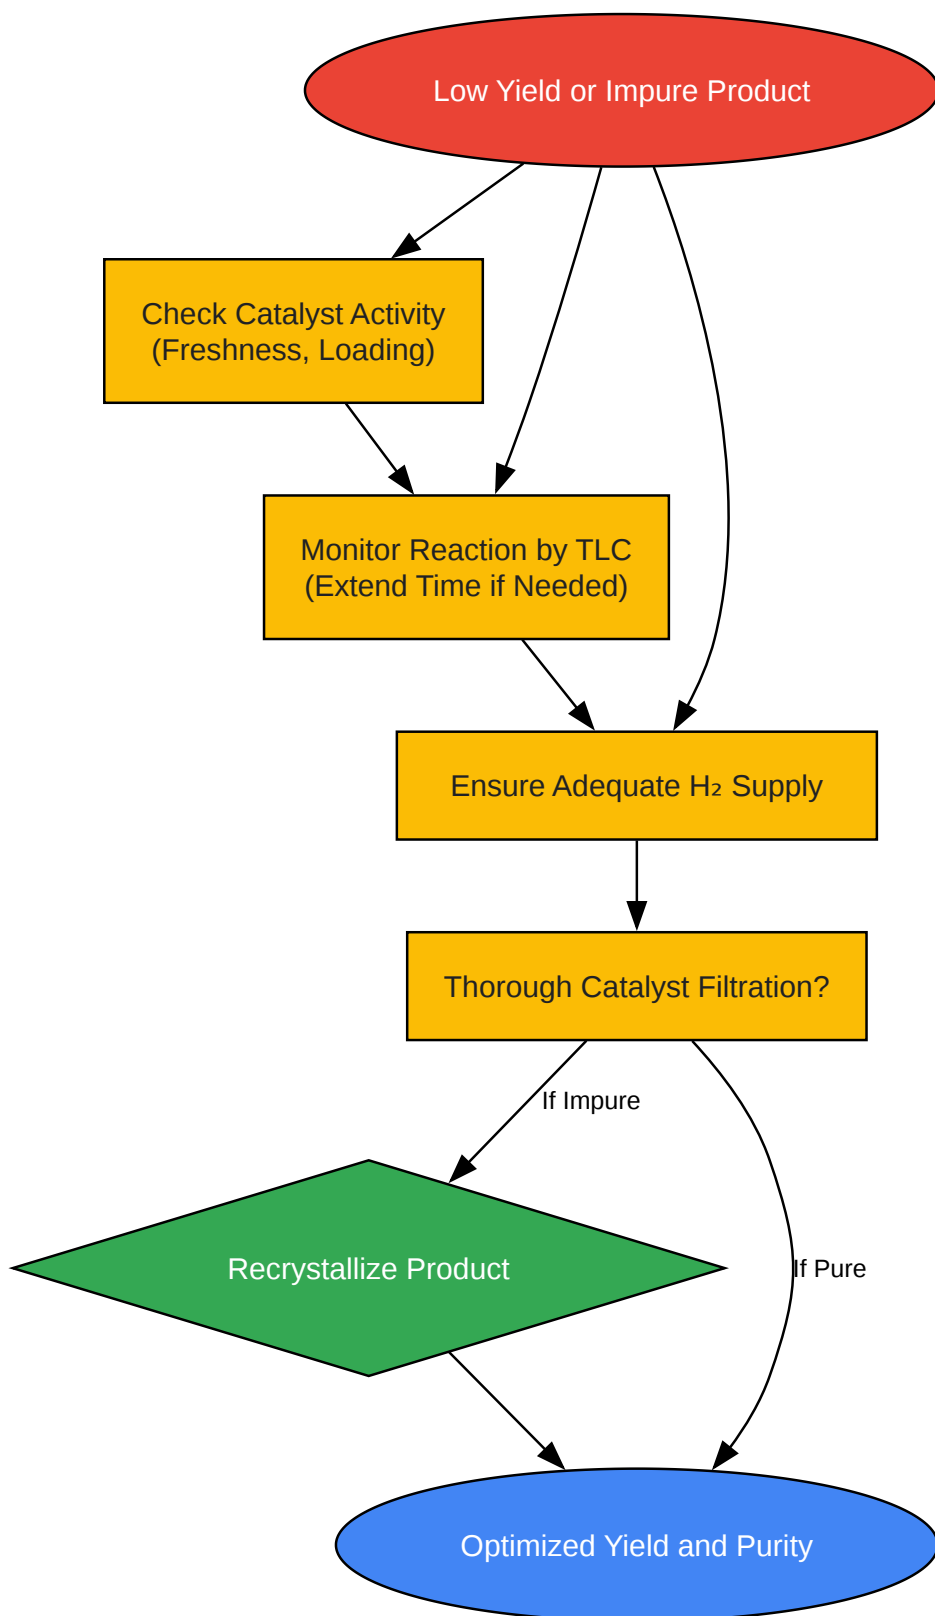 Low Yield or Impure Product
Check Catalyst Activity
(Freshness, Loading)
Monitor Reaction by TLC
(Extend Time if Needed)
Ensure Adequate H₂ Supply
Thorough Catalyst Filtration?
If Impure
Recrystallize Product
If Pure
Optimized Yield and Purity